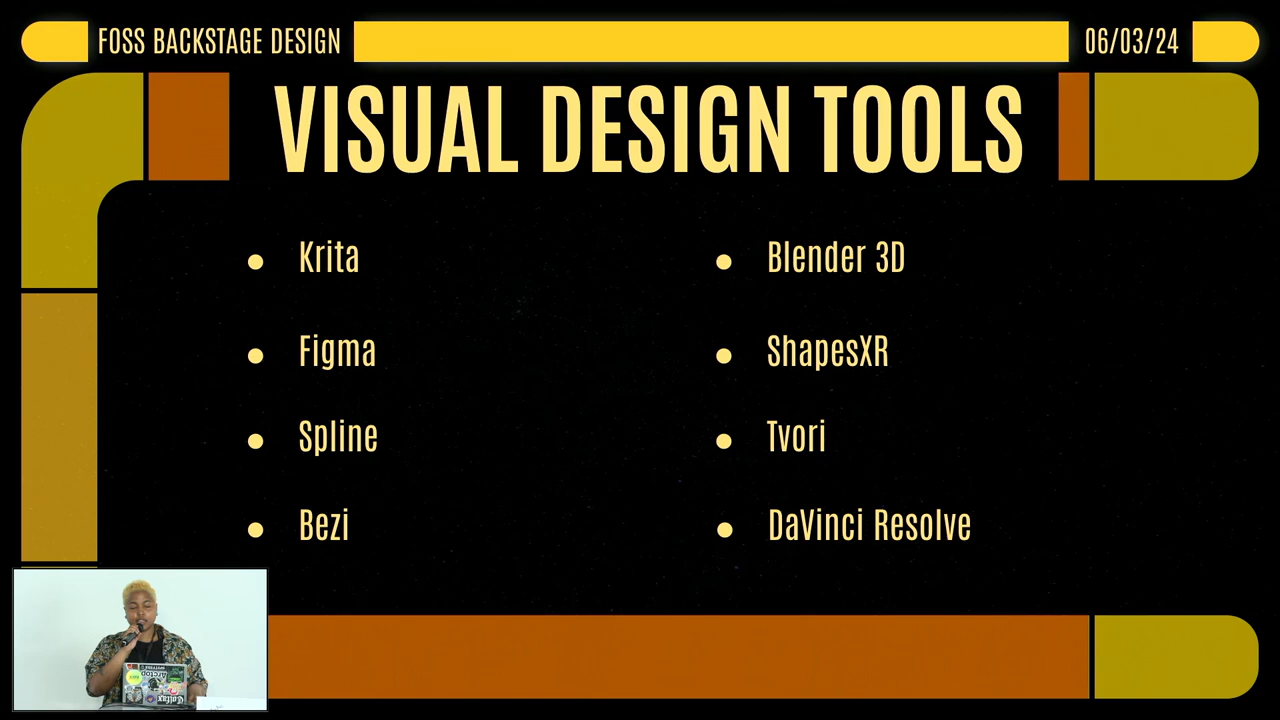 FOSS BACKSTAGE DESIGN
06/03/24
VISUAL DESIGN TOOLS
Krita
Figma
Spline
Bezi
Blender 3D
ShapesXR
Tvori
DaVinci Resolve